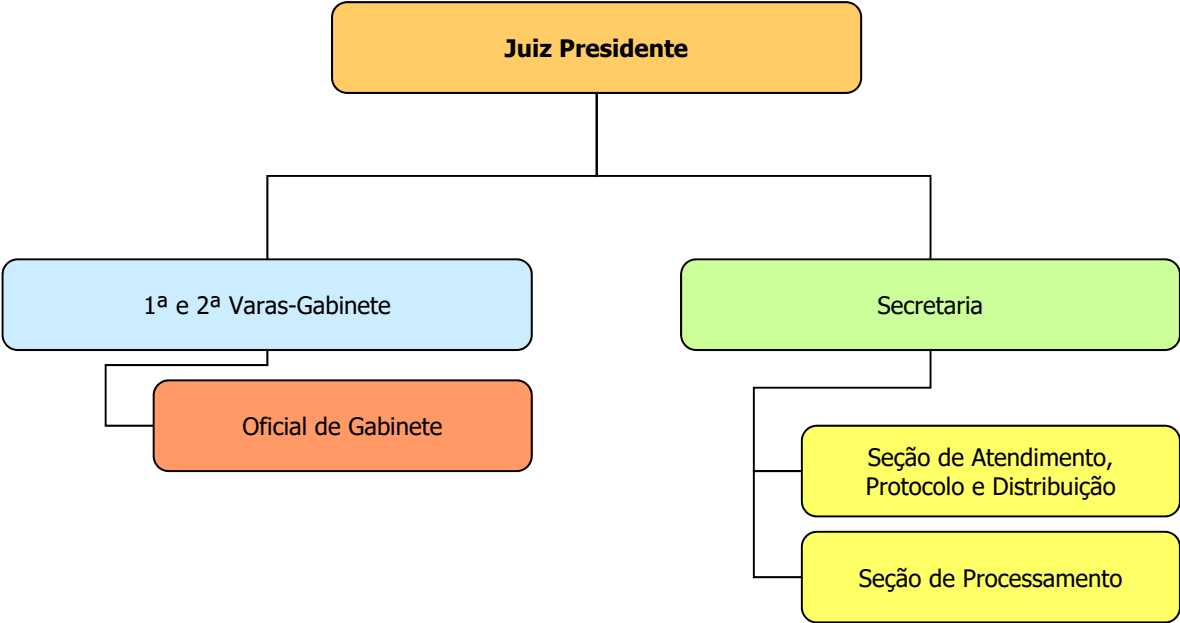 Juiz Presidente
1ª e 2ª Varas-Gabinete
Secretaria
Oficial de Gabinete
Seção de Atendimento,
Protocolo e Distribuição
Seção de Processamento